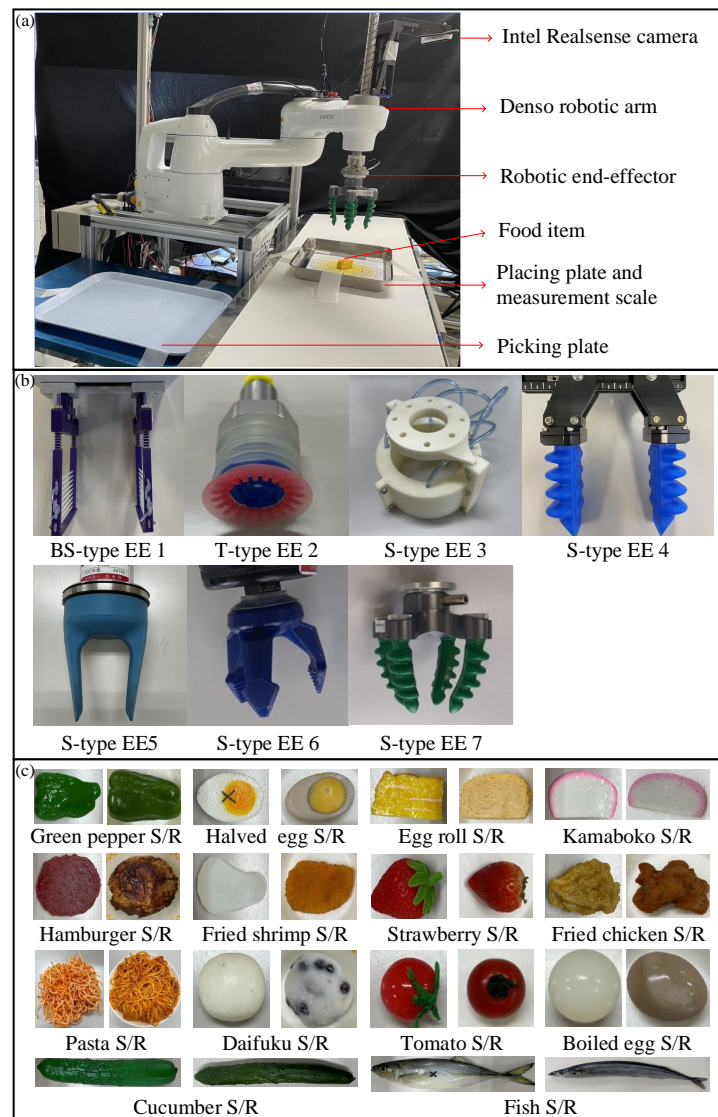 (a)
Intel Realsense camera
Denso robotic arm
Robotic end-effector
Food item
Placing plate and
measurement scale
Picking plate
(b)
BS-type EE 1
T-type EE 2
S-type EE 3
S-type EE 4
S-type EE5
S-type EE 6
S-type EE 7
(c)
Green pepper S/R
Halved egg S/R
Egg roll S/R
Kamaboko S/R
Hamburger S/R
Fried shrimp S/R
Strawberry S/R
Fried chicken S/R
Pasta S/R
Daifuku S/R
Tomato S/R
Boiled egg S/R
Cucumber S/R
Fish S/R